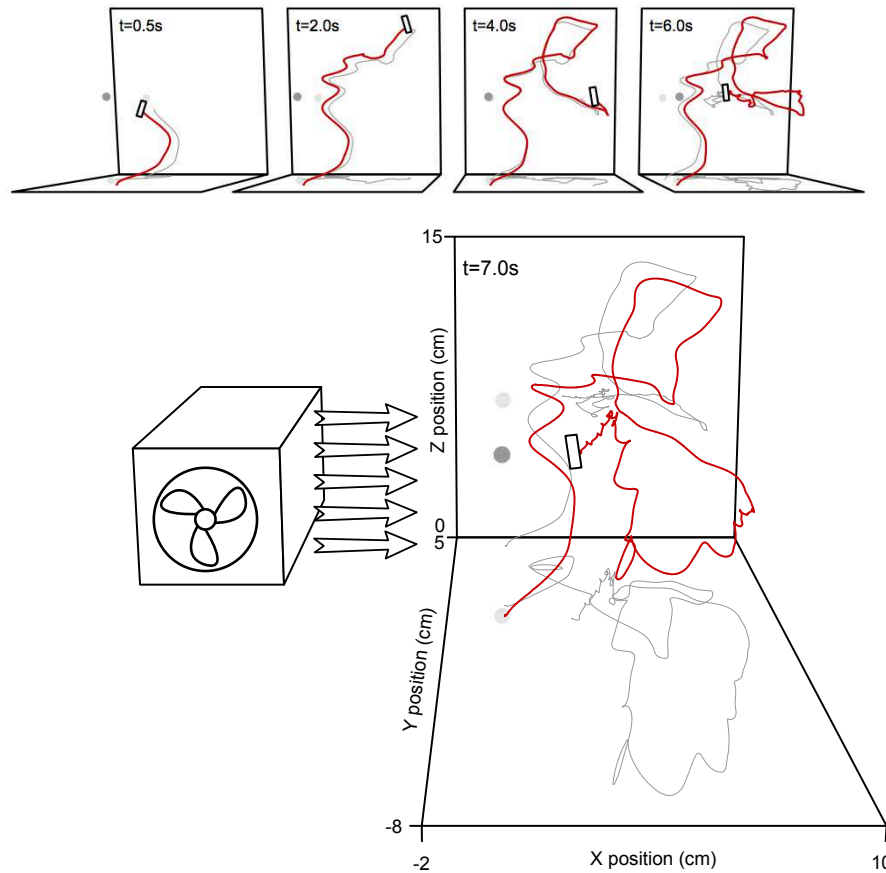 t=0.5s
t=2.0s
t=4.0s
t=6.0s
15
t=7.0s
Z position (cm)
0
5
Y position (cm)
-8
-2
X position (cm)
10